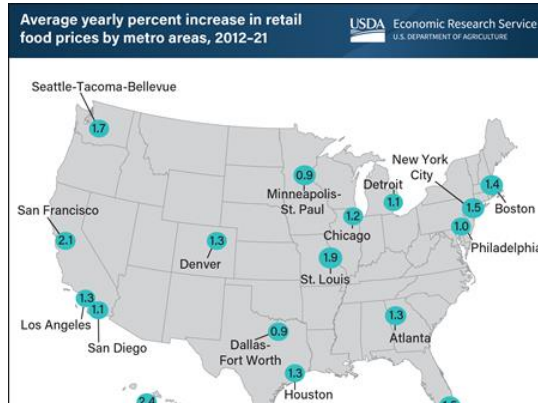 Average yearly percent increase in retail
food prices by metro areas, 2012–21
USDA
Economic Research Service
U.S. DEPARTMENT OF AGRICULTURE
Seattle-Tacoma-Bellevue
1.7
0.9
Minneapolis-
St. Paul
Detroit
1.1
New York
City
1.5
1.4
Boston
1.0
Philadelphia
San Francisco
2.1
1.3
Denver
1.2
Chicago
1.9
St. Louis
1.3
Los Angeles
1.1
San Diego
0.9
Dallas-
Fort Worth
1.3
Atlanta
1.3
Houston
2.4